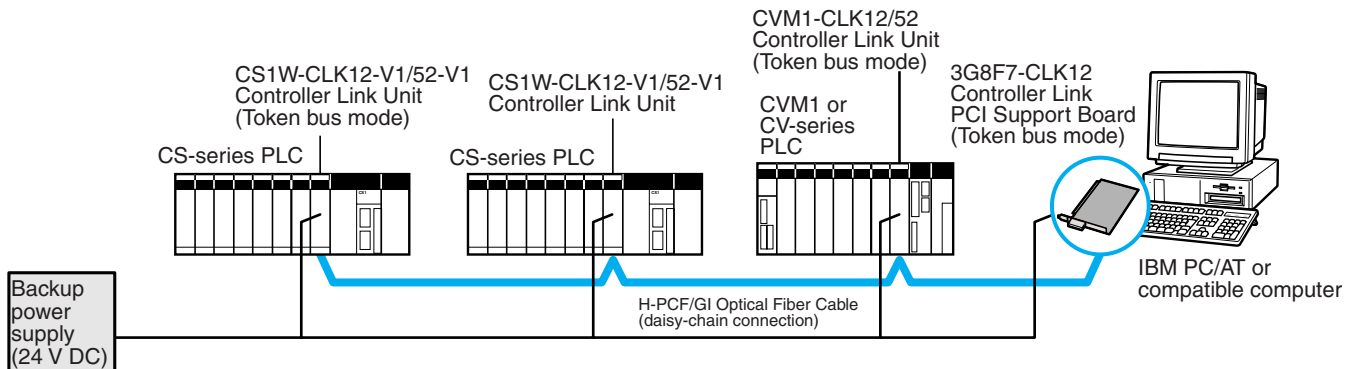 CS1W-CLK12-V1/52-V1
Controller Link Unit
(Token bus mode)
CS-series PLC
CS1W-CLK12-V1/52-V1
Controller Link Unit
CS-series PLC
CVM1-CLK12/52
Controller Link Unit
(Token bus mode)
CVM1 or
CV-series
PLC
3G8F7-CLK12
Controller Link
PCI Support Board
(Token bus mode)
CS1
CS1
IBM PC/AT or
compatible computer
H-PCF/GI Optical Fiber Cable
(daisy-chain connection)
Backup
power
supply
(24 V DC)